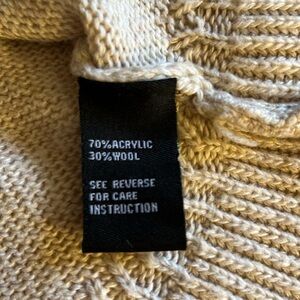 70%ACRYLIC
30%WOOL
SEE REVERSE
FOR CARE
INSTRUCTION